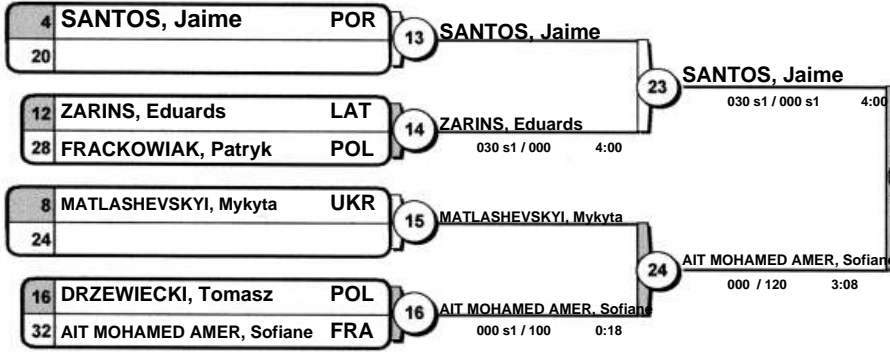 4 SANTOS, Jaime POR
20
13 SANTOS, Jaime
12 ZARINS, Eduards LAT
28 FRACKOWIAK, Patryk POL
14 ZARINS, Eduards
030 s1 / 000 4:00
23 SANTOS, Jaime
030 s1 / 000 s1 4:00
8 MATLASHEVSKYI, Mykyta UKR
24
15 MATLASHEVSKYI, Mykyta
16 DRZEWIECKI, Tomasz POL
32 AIT MOHAMED AMER, Sofiane FRA
16 AIT MOHAMED AMER, Sofiane
000 s1 / 100 0:18
24 AIT MOHAMED AMER, Sofiane
000 / 120 3:08